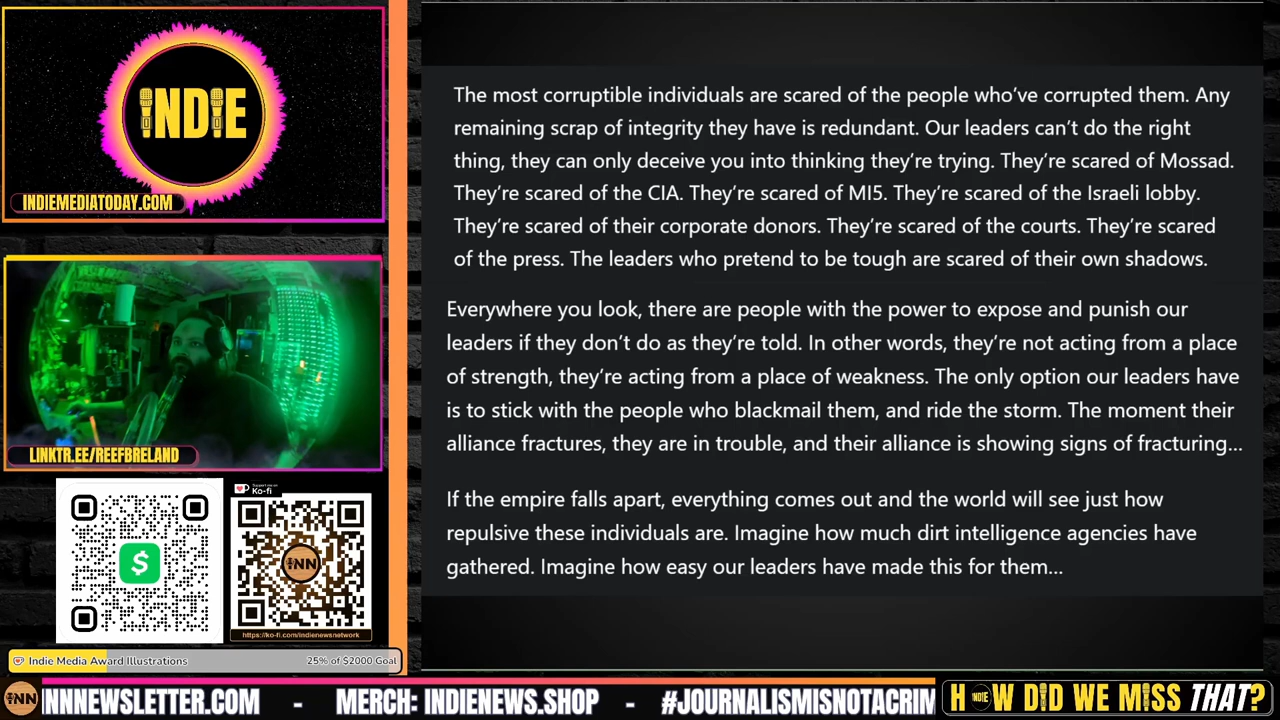 INDIE
INDIEMEDIATODAY.COM
LINKTR.EE/REEFBRELAND
Support me on
Ko-fi
INN
https://ko-fi.com/indienewsnetwork
Indie Media Award Illustrations
25% of $2000 Goal
The most corruptible individuals are scared of the people who've corrupted them. Any
remaining scrap of integrity they have is redundant. Our leaders can't do the right
thing, they can only deceive you into thinking they're trying. They're scared of Mossad.
They're scared of the CIA. They're scared of MI5. They're scared of the Israeli lobby.
They're scared of their corporate donors. They're scared of the courts. They're scared
of the press. The leaders who pretend to be tough are scared of their own shadows.
Everywhere you look, there are people with the power to expose and punish our
leaders if they don't do as they're told. In other words, they're not acting from a place
of strength, they're acting from a place of weakness. The only option our leaders have
is to stick with the people who blackmail them, and ride the storm. The moment their
alliance fractures, they are in trouble, and their alliance is showing signs of fracturing...
If the empire falls apart, everything comes out and the world will see just how
repulsive these individuals are. Imagine how much dirt intelligence agencies have
gathered. Imagine how easy our leaders have made this for them...
INN
INNNEWSLETTER.COM - MERCH: INDIENEWS.SHOP - #JOURNALISMISNOTACRIM
HOW DID WE MISS THAT?